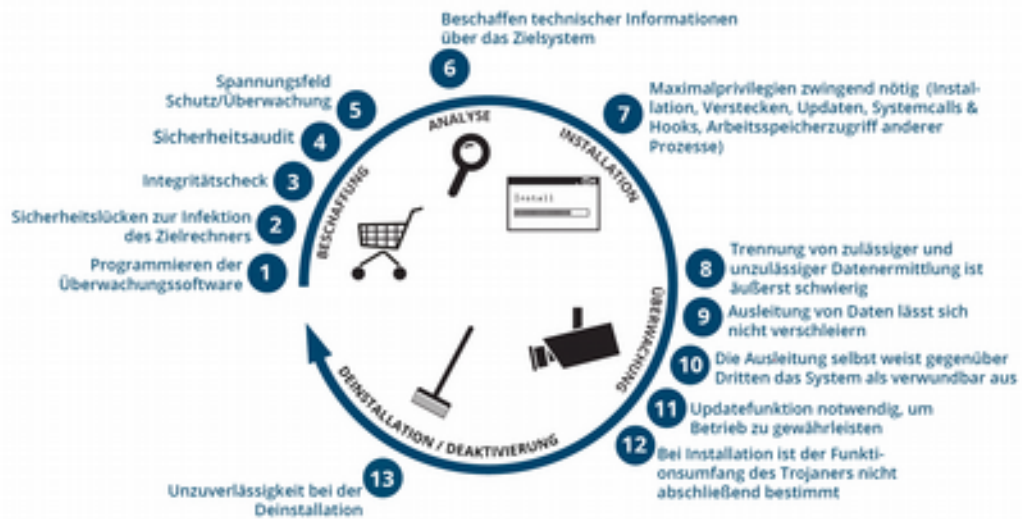 Beschaffen technischer Informationen
über das Zielsystem
6
Spannungsfeld
Schutz/Überwachung
5
Sicherheitsaudit
4
Integritätscheck
3
Sicherheitslücken zur Infektion
des Zielrechners
2
Programmieren der
Überwachungssoftware
1
BESCHAFFUNG
ANALYSE
INSTALLATION
Install
7
Maximalprivilegien zwingend nötig (Instal-
lation, Verstecken, Updaten, Systemcalls &
Hooks, Arbeitsspeicherzugriff anderer
Prozesse)
8
Trennung von zulässiger und
unzulässiger Datenermittlung ist
äußerst schwierig
9
Ausleitung von Daten lässt sich
nicht verschleiern
10
Die Ausleitung selbst weist gegenüber
Dritten das System als verwundbar aus
11
Updatefunktion notwendig, um
Betrieb zu gewährleisten
12
Bei Installation ist der Funkti-
onsumfang des Trojaners nicht
abschließend bestimmt
ÜBERWACHUNG
DEINSTALLATION / DEAKTIVIERUNG
13
Unzuverlässigkeit bei der
Deinstallation